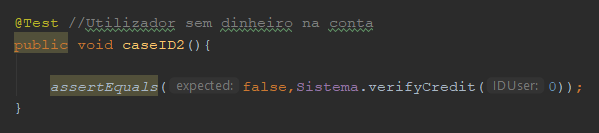 @Test //Utilizador sem dinheiro na conta
public void caseID2(){
assertEquals( expected: false,Sistema.verifyCredit( IDUser: 0));
}